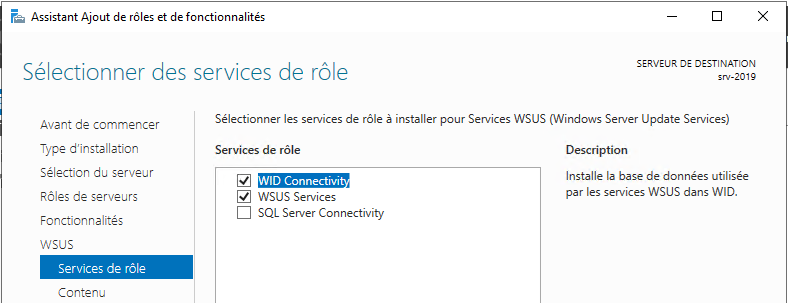 Assistant Ajout de rôles et de fonctionnalités
Sélectionner des services de rôle
SERVEUR DE DESTINATION
srv-2019
Avant de commencer
Type d'installation
Sélection du serveur
Rôles de serveurs
Fonctionnalités
WSUS
Services de rôle
Contenu
Sélectionner les services de rôle à installer pour Services WSUS (Windows Server Update Services)
Services de rôle
WID Connectivity
WSUS Services
SQL Server Connectivity
Description
Installe la base de données utilisée
par les services WSUS dans WID.